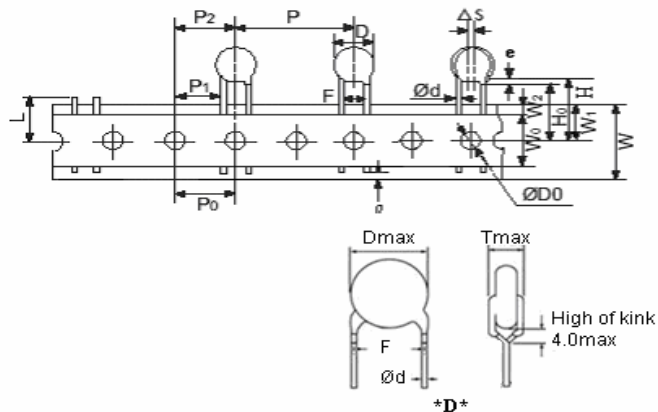 P2 P D ΔS
e
P1 F Ød W2 H
L W0 H0 W1 W
ØD0
P0
Dmax Tmax
High of kink
4.0max
F
Ød
*D*